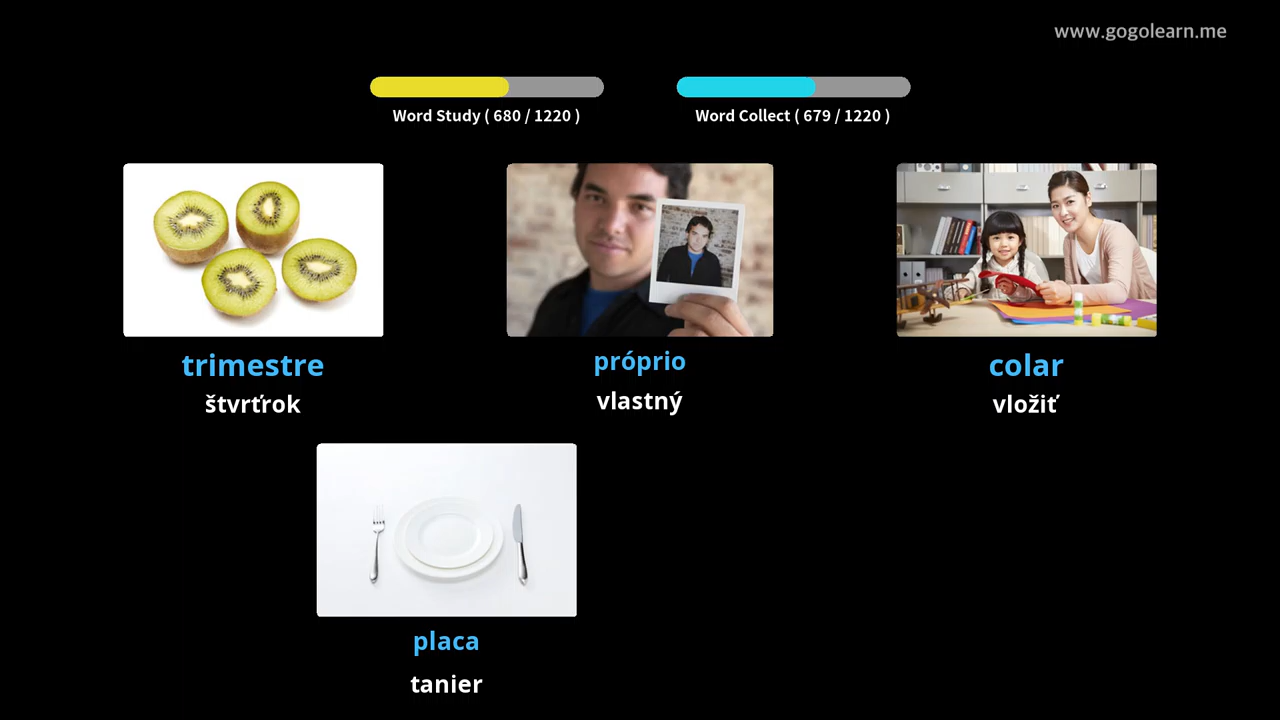 www.gogolearn.me
Word Study ( 680 / 1220 )
Word Collect ( 679 / 1220 )
trimestre
štvrťrok
próprio
vlastný
colar
vložiť
placa
tanier